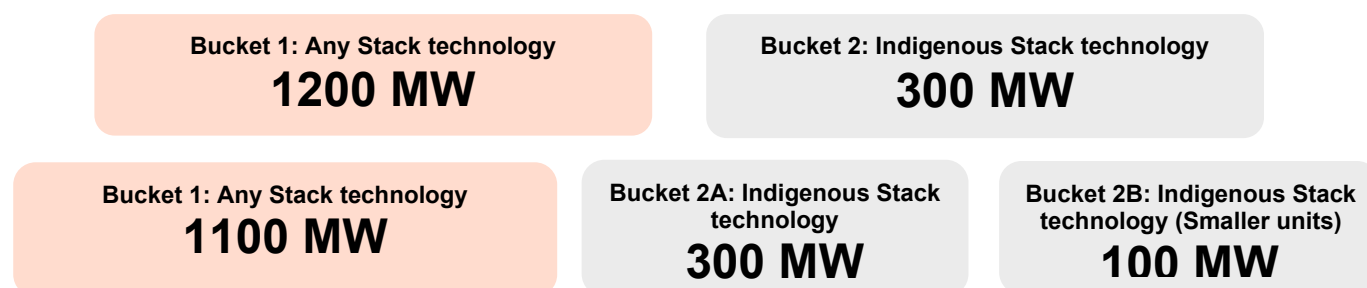 Bucket 1: Any Stack technology
1200 MW
Bucket 2: Indigenous Stack technology
300 MW
Bucket 1: Any Stack technology
1100 MW
Bucket 2A: Indigenous Stack
technology
300 MW
Bucket 2B: Indigenous Stack
technology (Smaller units)
100 MW